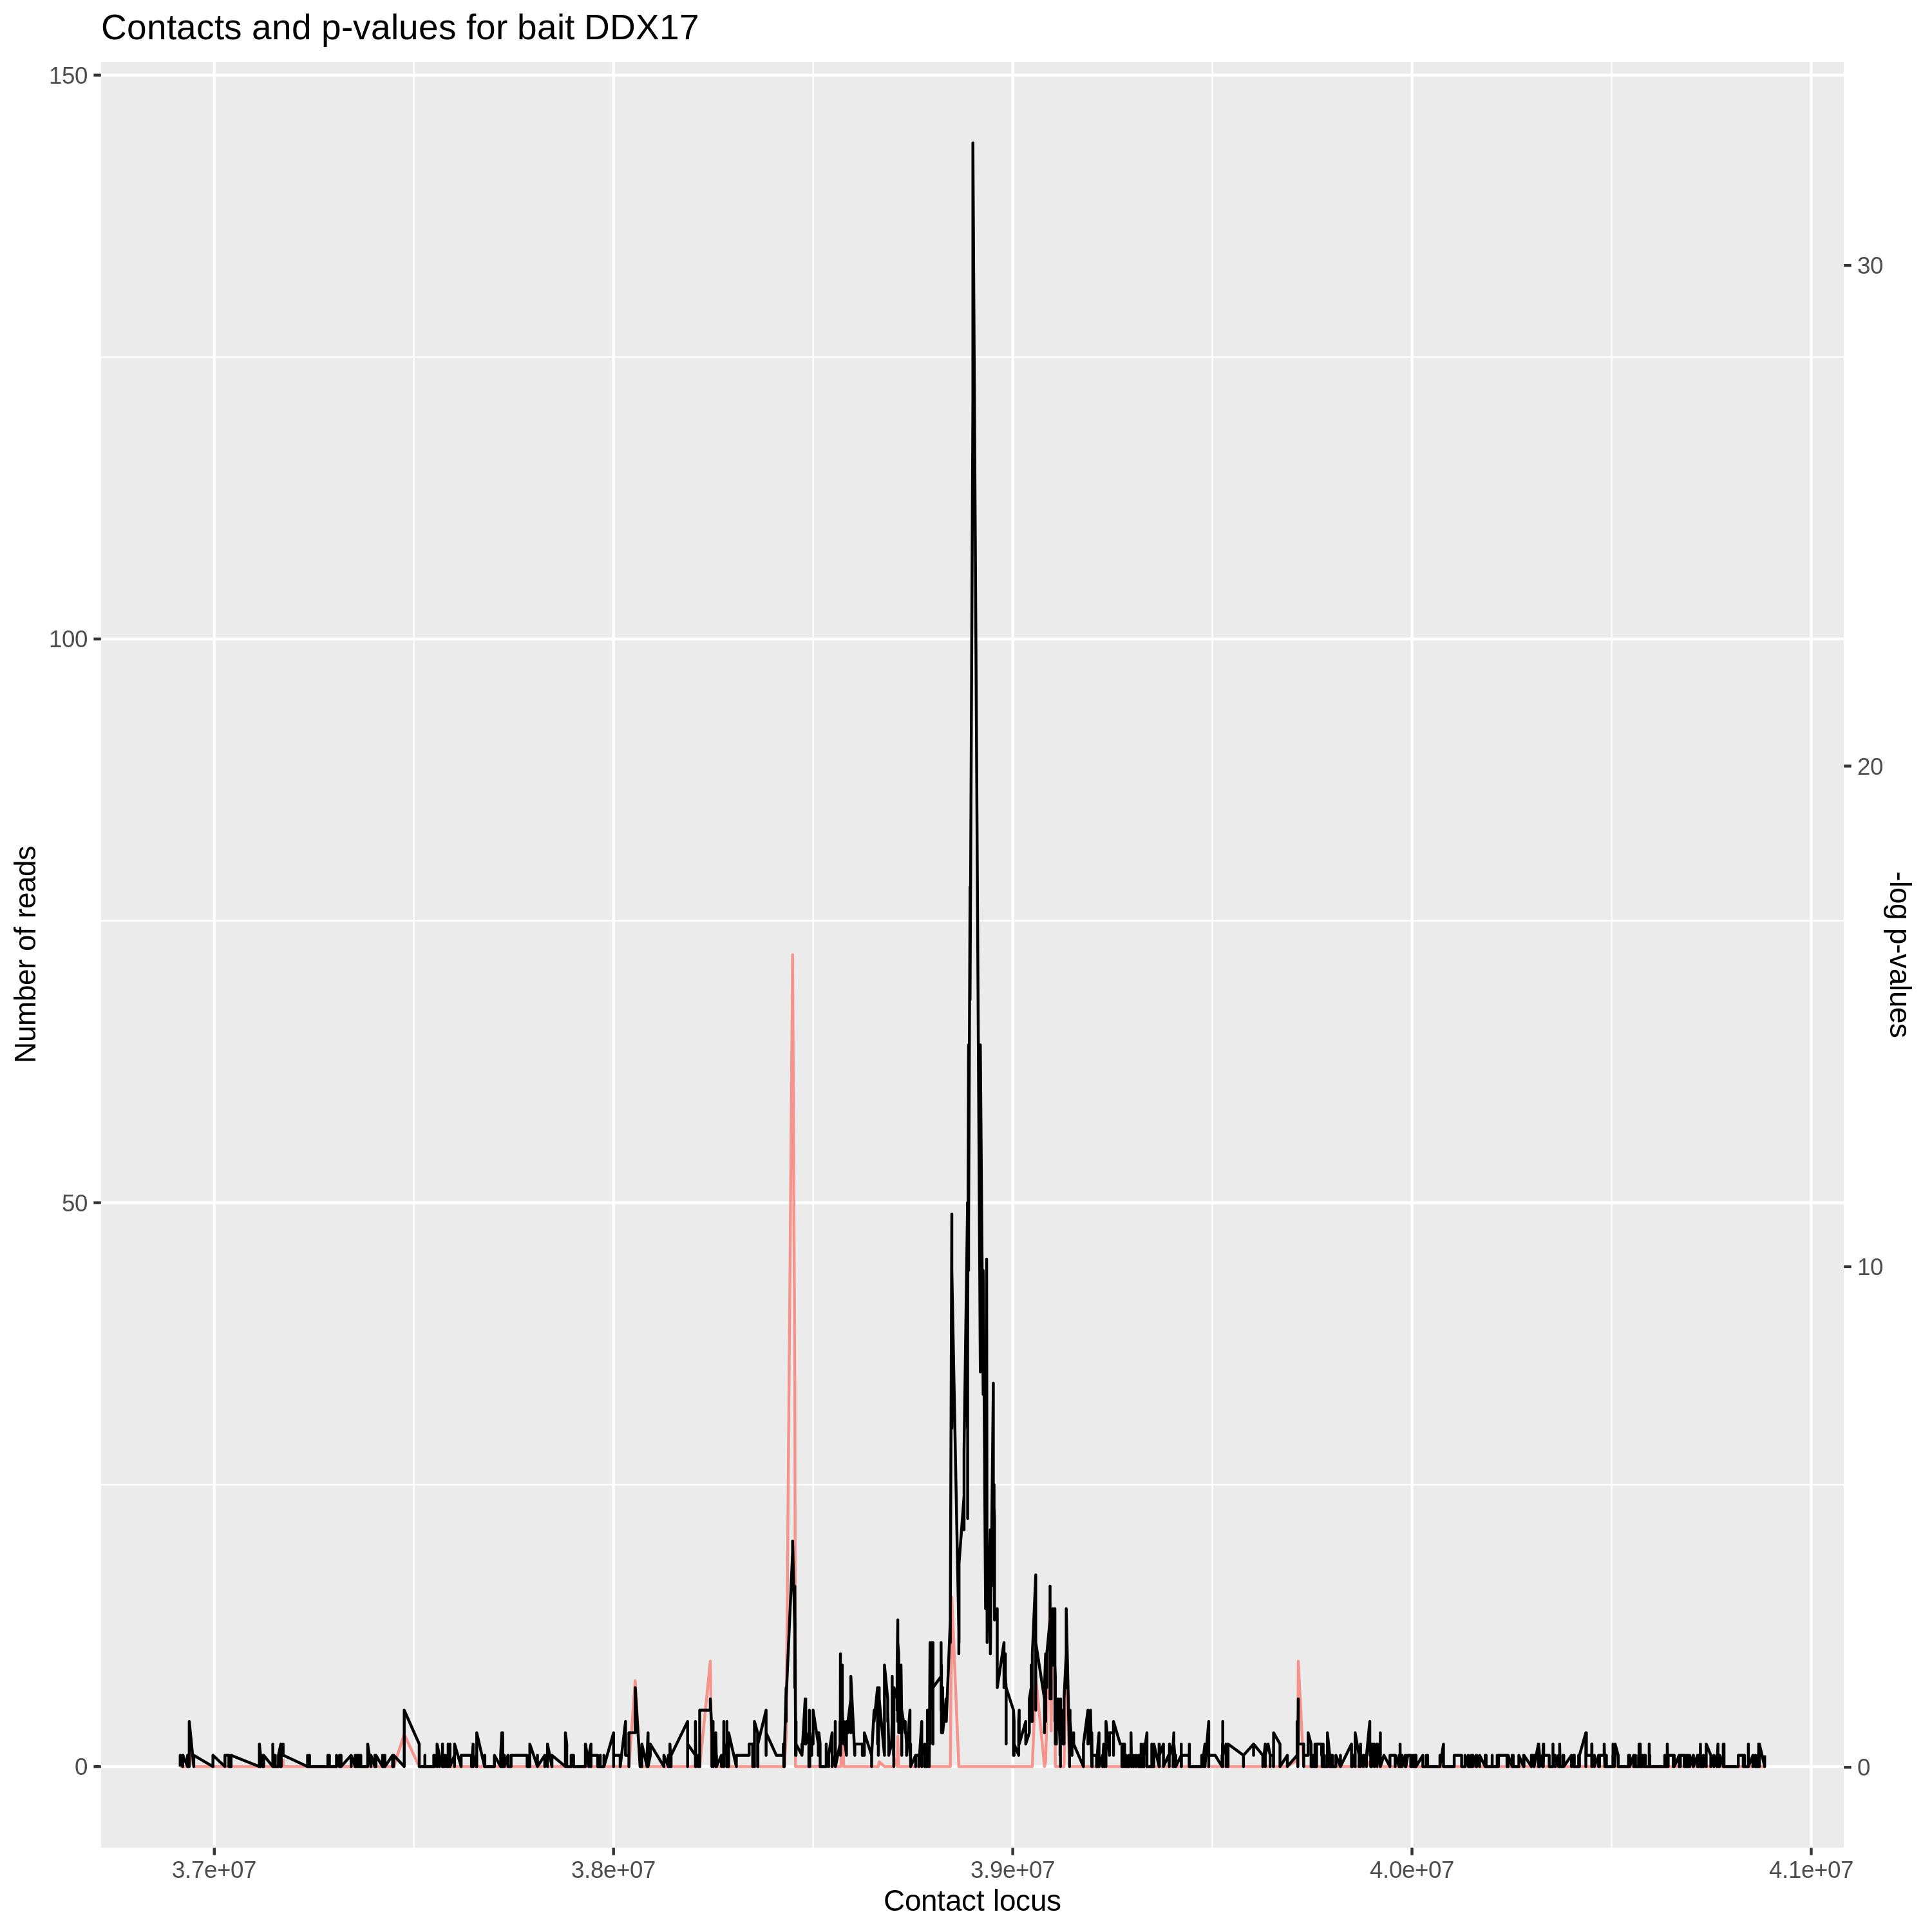 Contacts and p-values for bait DDX17
150
100
50
0
Number of reads
30
20
10
0
-log p-values
3.7e+07
3.8e+07
3.9e+07
4.0e+07
4.1e+07
Contact locus